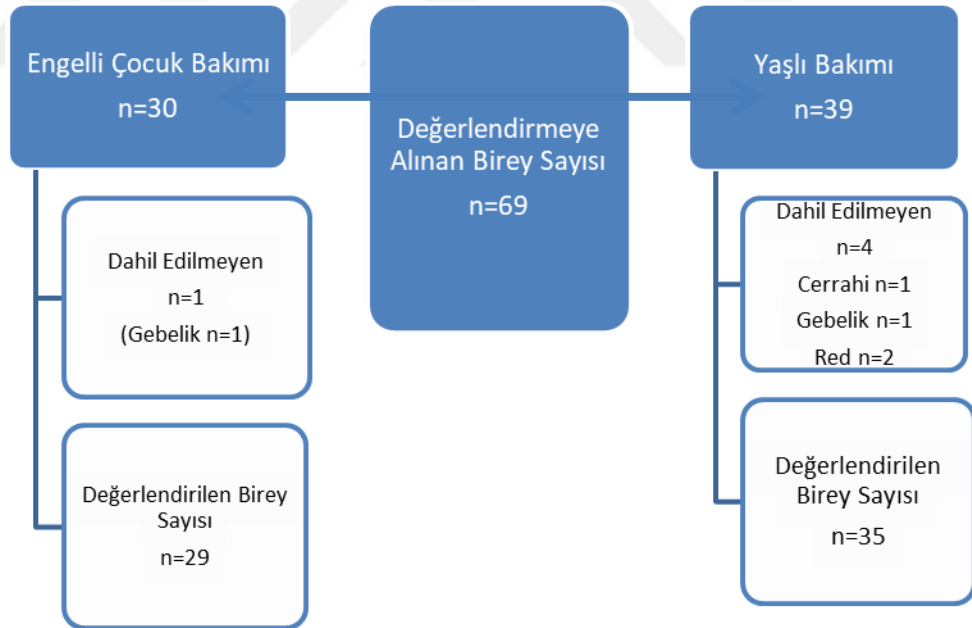 Engelli Çocuk Bakımı
n=30
Değerlendirmeye
Alınan Birey Sayısı
n=69
Yaşlı Bakımı
n=39
Dahil Edilmeyen
n=1
(Gebelik n=1)
Dahil Edilmeyen
n=4
Cerrahi n=1
Gebelik n=1
Red n=2
Değerlendirilen Birey
Sayısı
n=29
Değerlendirilen
Birey Sayısı
n=35